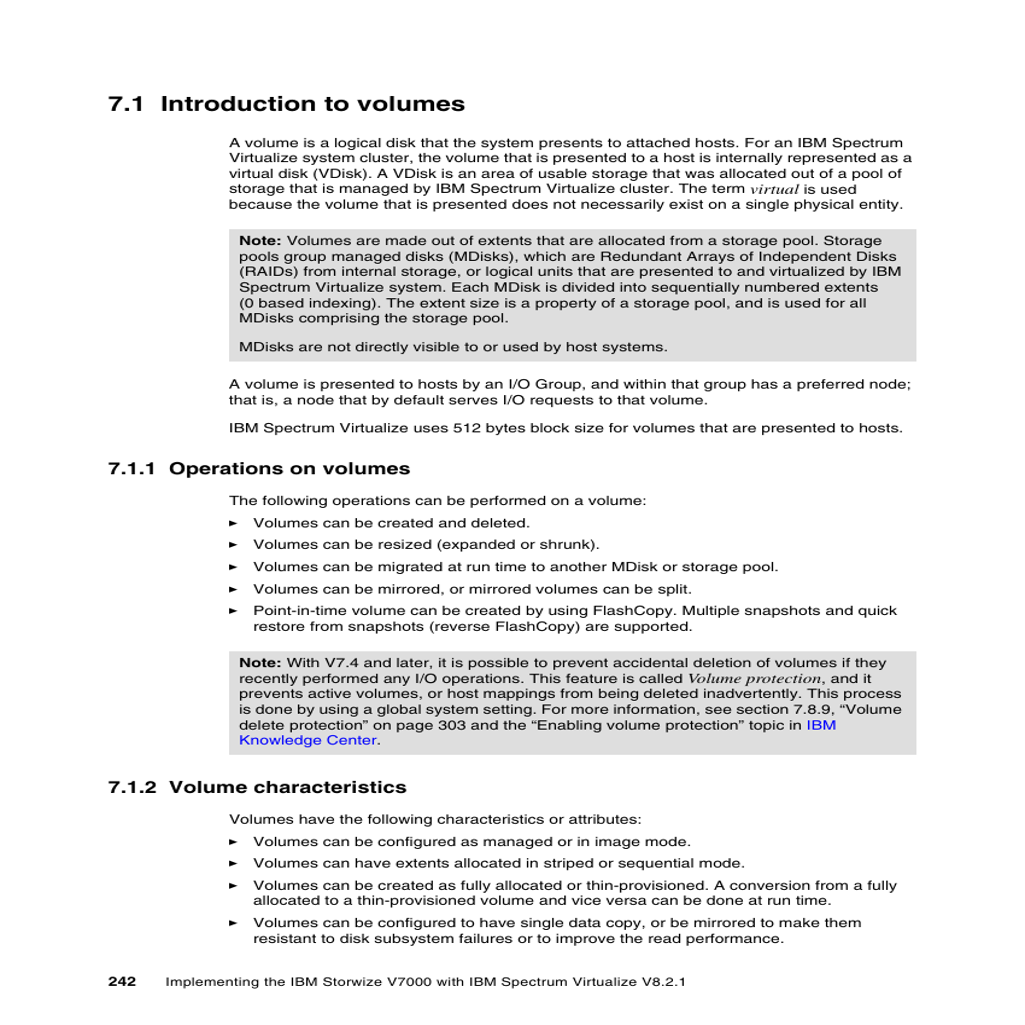 7.1 Introduction to volumes
A volume is a logical disk that the system presents to attached hosts. For an IBM Spectrum
Virtualize system cluster, the volume that is presented to a host is internally represented as a
virtual disk (VDisk). A VDisk is an area of usable storage that was allocated out of a pool of
storage that is managed by IBM Spectrum Virtualize cluster. The term virtual is used
because the volume that is presented does not necessarily exist on a single physical entity.
Note: Volumes are made out of extents that are allocated from a storage pool. Storage
pools group managed disks (MDisks), which are Redundant Arrays of Independent Disks
(RAIDs) from internal storage, or logical units that are presented to and virtualized by IBM
Spectrum Virtualize system. Each MDisk is divided into sequentially numbered extents
(0 based indexing). The extent size is a property of a storage pool, and is used for all
MDisks comprising the storage pool.
MDisks are not directly visible to or used by host systems.
A volume is presented to hosts by an I/O Group, and within that group has a preferred node;
that is, a node that by default serves I/O requests to that volume.
IBM Spectrum Virtualize uses 512 bytes block size for volumes that are presented to hosts.
7.1.1 Operations on volumes
The following operations can be performed on a volume:
► Volumes can be created and deleted.
► Volumes can be resized (expanded or shrunk).
► Volumes can be migrated at run time to another MDisk or storage pool.
► Volumes can be mirrored, or mirrored volumes can be split.
► Point-in-time volume can be created by using FlashCopy. Multiple snapshots and quick
restore from snapshots (reverse FlashCopy) are supported.
Note: With V7.4 and later, it is possible to prevent accidental deletion of volumes if they
recently performed any I/O operations. This feature is called Volume protection, and it
prevents active volumes, or host mappings from being deleted inadvertently. This process
is done by using a global system setting. For more information, see section 7.8.9, “Volume
delete protection” on page 303 and the “Enabling volume protection” topic in IBM
Knowledge Center.
7.1.2 Volume characteristics
Volumes have the following characteristics or attributes:
► Volumes can be configured as managed or in image mode.
► Volumes can have extents allocated in striped or sequential mode.
► Volumes can be created as fully allocated or thin-provisioned. A conversion from a fully
allocated to a thin-provisioned volume and vice versa can be done at run time.
► Volumes can be configured to have single data copy, or be mirrored to make them
resistant to disk subsystem failures or to improve the read performance.
242 Implementing the IBM Storwize V7000 with IBM Spectrum Virtualize V8.2.1